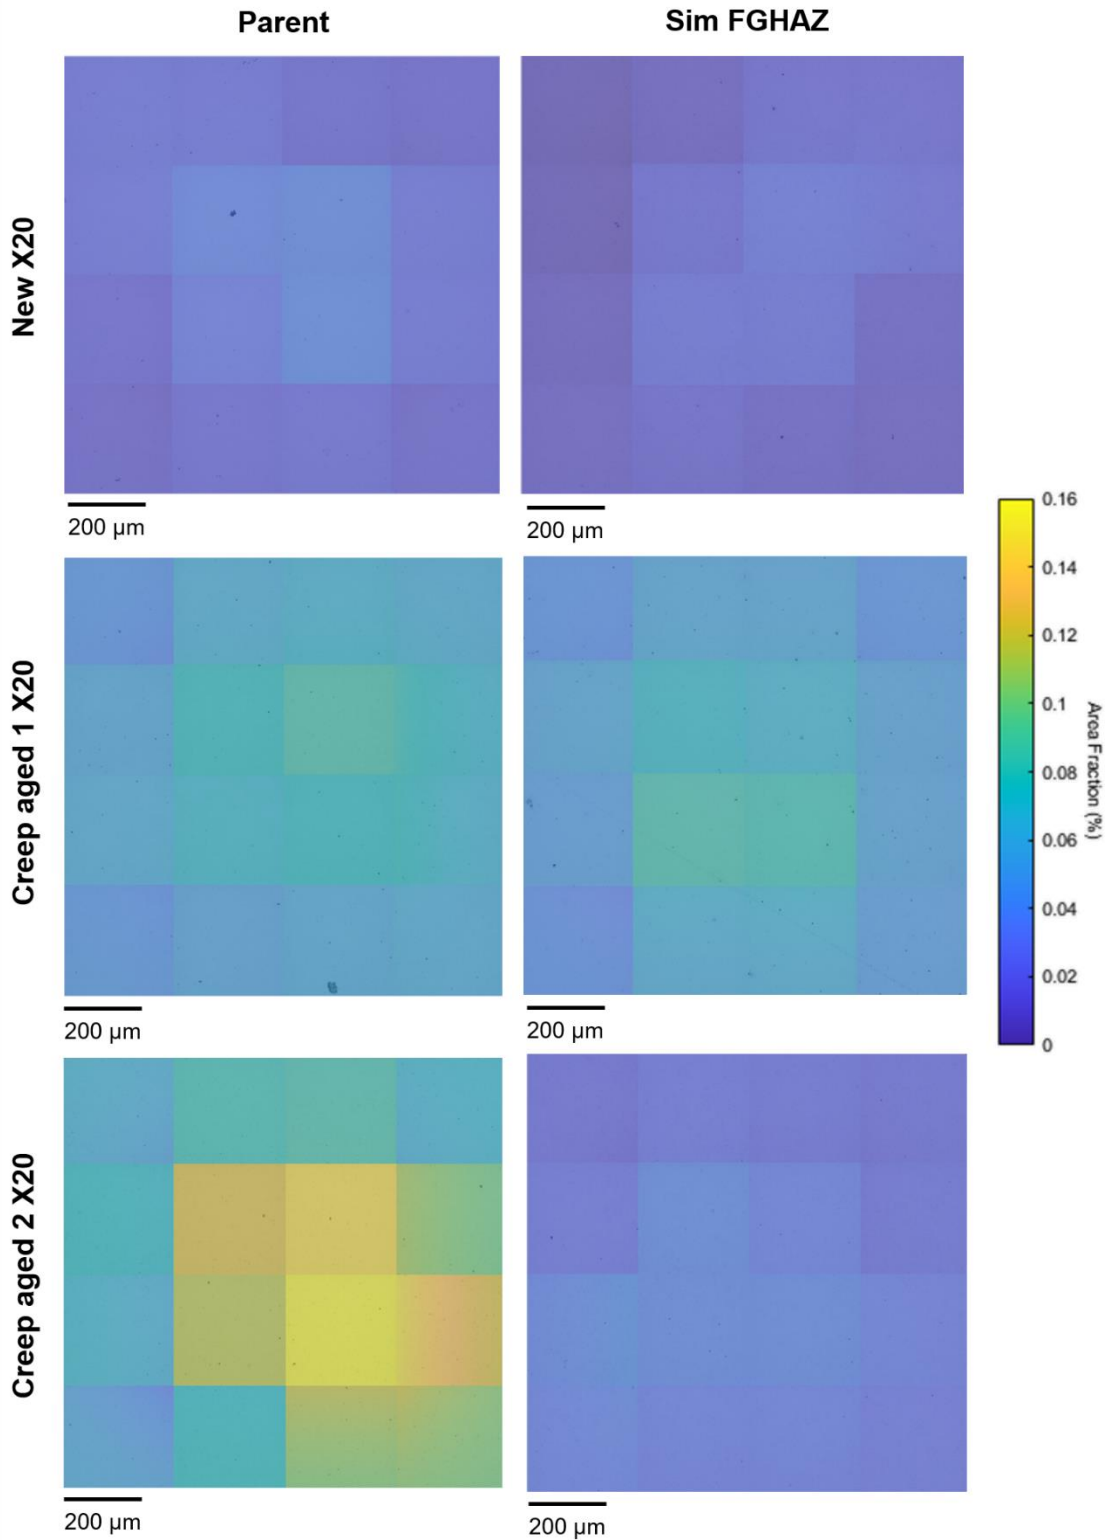 Parent
Sim FGHAZ
New X20
200 µm
200 µm
Creep aged 1 X20
200 µm
200 µm
0.16
0.14
0.12
0.1
0.08
0.06
0.04
0.02
0
Area Fraction (%)
Creep aged 2 X20
200 µm
200 µm